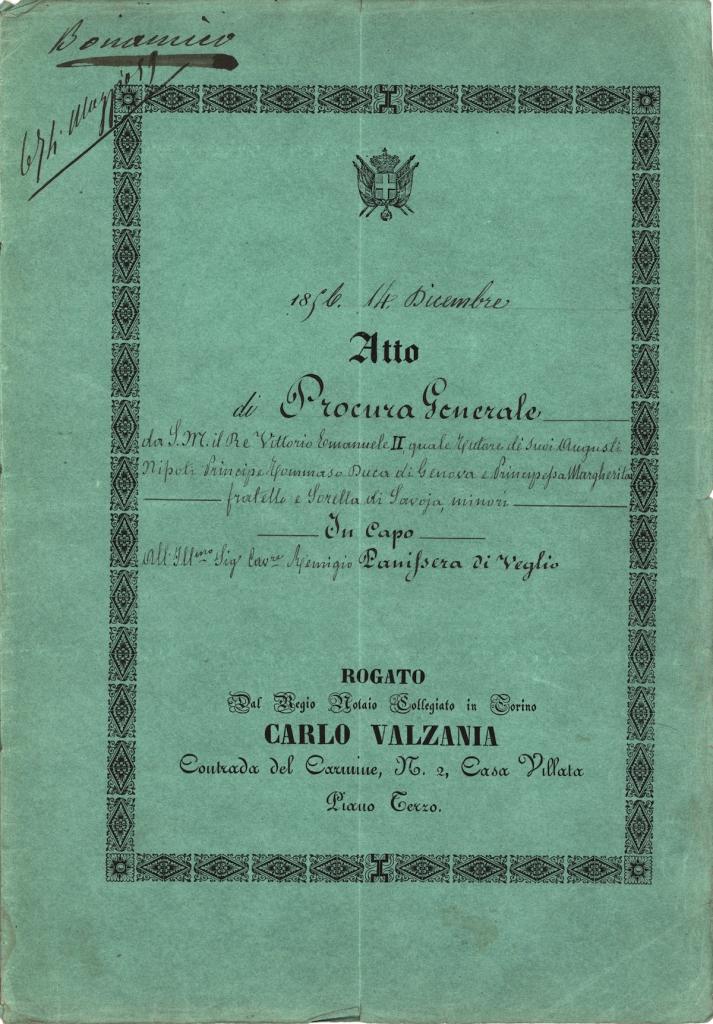 Bonamico
1856. 14. Dicembre
Atto
di Procura Generale
da S. M. il Re Vittorio Emanuele II quale Tutore di suoi Augusti
Nipoti Principe Tommaso Duca di Genova e Principessa Margherita
fratello e Sorella di Savoja, minori
In Capo
All' Ill.mo Sig. Cav.re Remigio Panissera di Veglio
ROGATO
Dal Regio Notaio Collegiato in Torino
CARLO VALZANIA
Contrada del Carmine, N. 2, Casa Villata
Piano Terzo.